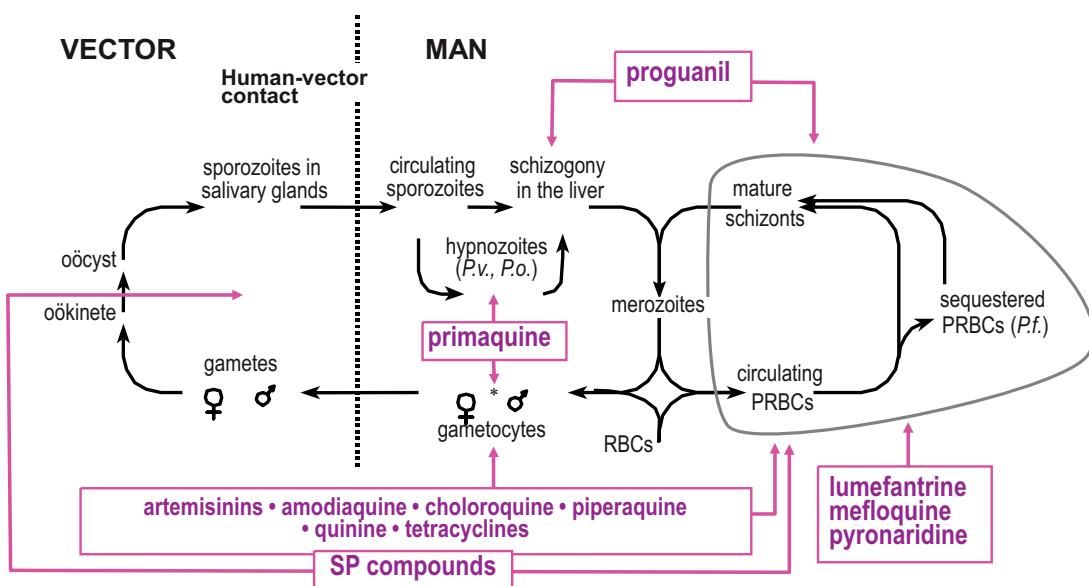 VECTOR
MAN
Human-vector
contact
proguanil
sporozoites in
salivary glands
circulating
sporozoites
schizogony
in the liver
mature
schizonts
hypnozoites
(P.v., P.o.)
oöcyst
oökinete
merozoites
sequestered
PRBCs (P.f.)
primaquine
gametes
♀ ♂
♀ * ♂
gametocytes
circulating
PRBCs
RBCs
artemisinins • amodiaquine • choloroquine • piperaquine
• quinine • tetracyclines
SP compounds
lumefantrine
mefloquine
pyronaridine